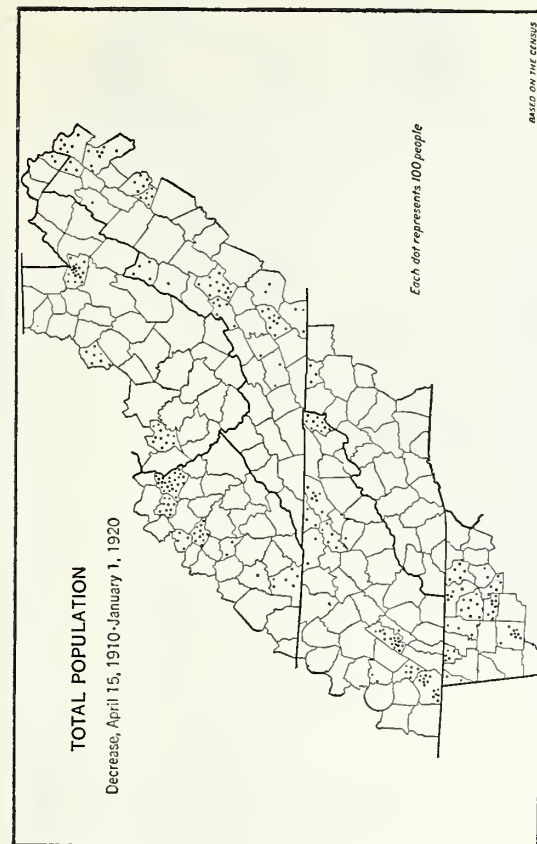 TOTAL POPULATION
Decrease, April 15, 1910-January 1, 1920
Each dot represents 100 people
BASED ON THE CENSUS